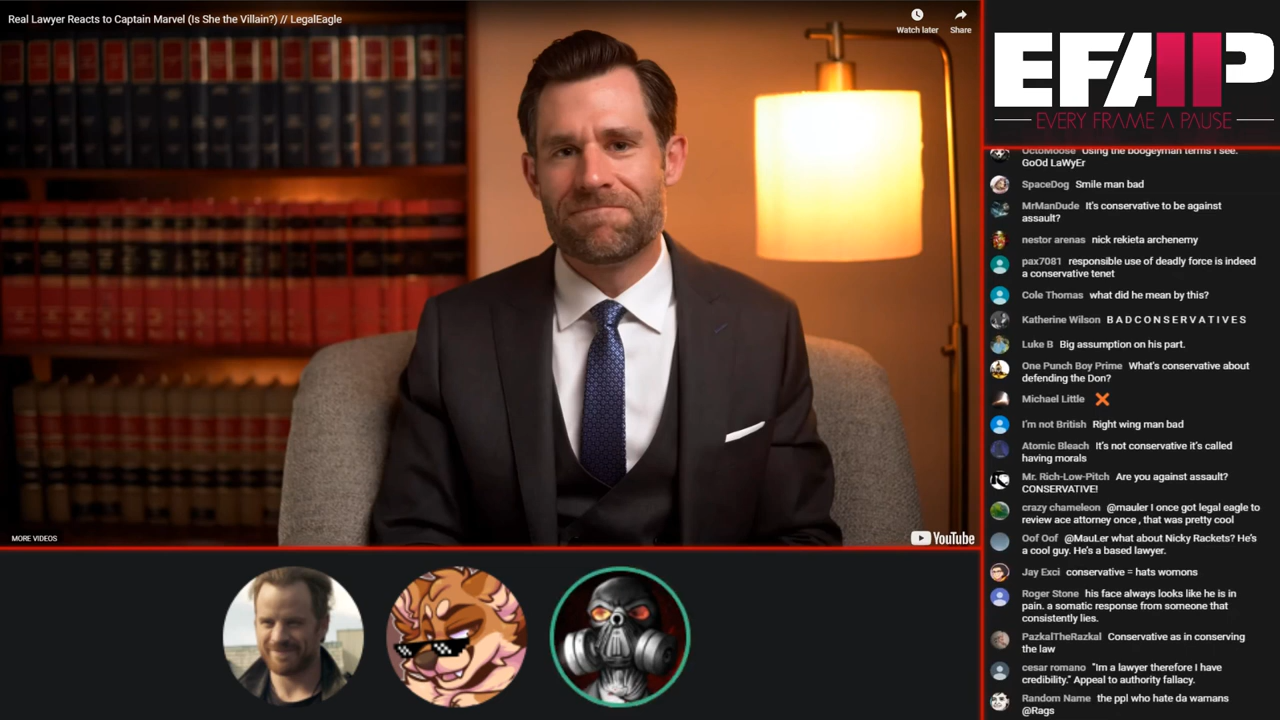 Real Lawyer Reacts to Captain Marvel (Is She the Villain?) // LegalEagle
Watch later
Share
MORE VIDEOS
YouTube
EFAP
EVERY FRAME A PAUSE
OctoMoose Using the boogeyman terms I see.
GoOd LaWyEr
SpaceDog Smile man bad
MrManDude It's conservative to be against
assault?
nestor arenas nick rekieta archenemy
pax7081 responsible use of deadly force is indeed
a conservative tenet
Cole Thomas what did he mean by this?
Katherine Wilson B A D C O N S E R V A T I V E S
Luke B Big assumption on his part.
One Punch Boy Prime What's conservative about
defending the Don?
Michael Little ❌
I'm not British Right wing man bad
Atomic Bleach It's not conservative it's called
having morals
Mr. Rich-Low-Pitch Are you against assault?
CONSERVATIVE!
crazy chameleon @mauler I once got legal eagle to
review ace attorney once , that was pretty cool
Oof Oof @MauLer what about Nicky Rackets? He's
a cool guy. He's a based lawyer.
Jay Exci conservative = hats womons
Roger Stone his face always looks like he is in
pain. a somatic response from someone that
consistently lies.
PazkalTheRazkal Conservative as in conserving
the law
cesar romano "Im a lawyer therefore I have
credibility." Appeal to authority fallacy.
Random Name the ppl who hate da wamans
@Rags